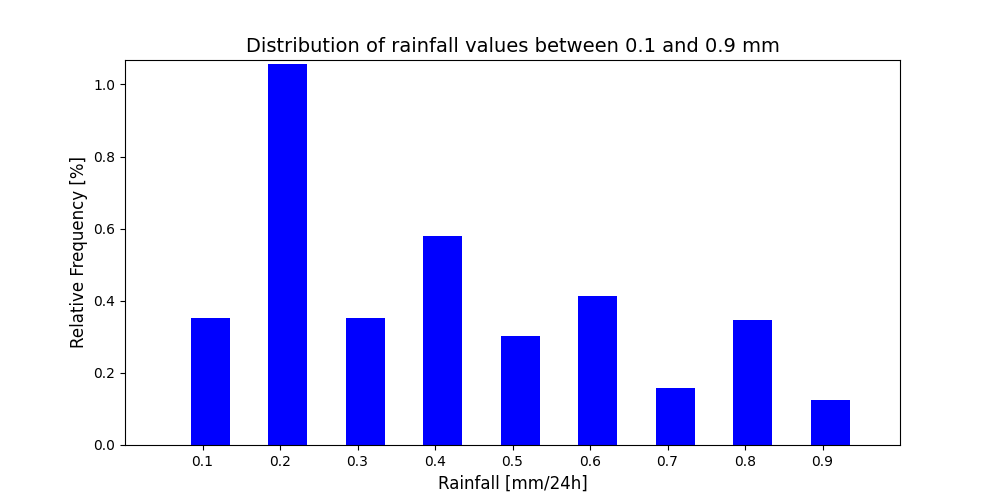 Distribution of rainfall values between 0.1 and 0.9 mm
Relative Frequency [%]
1.0
0.8
0.6
0.4
0.2
0.0
0.1 0.2 0.3 0.4 0.5 0.6 0.7 0.8 0.9
Rainfall [mm/24h]